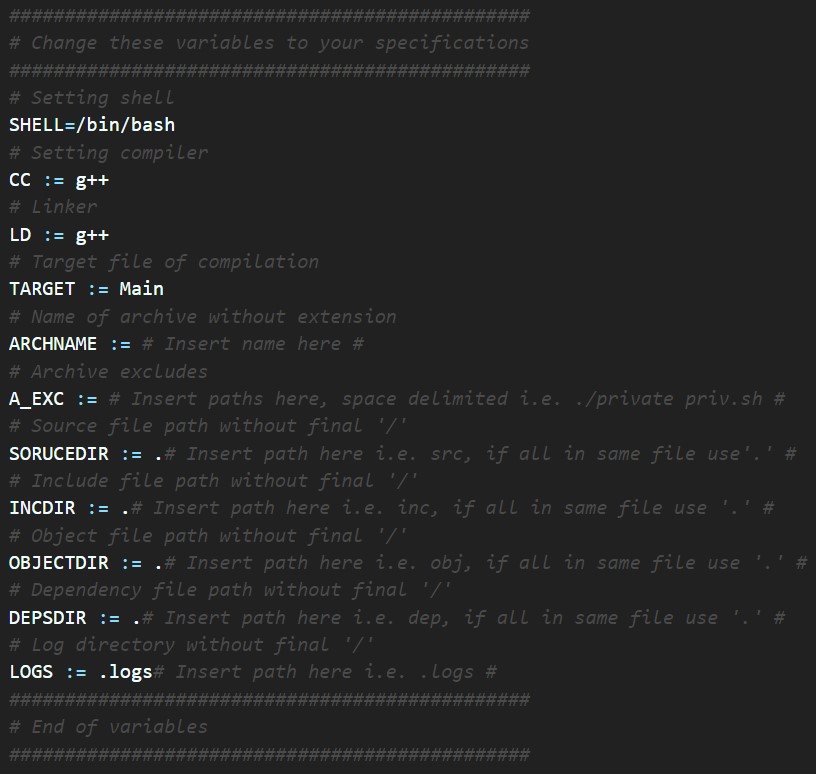 ###############################################
# Change these variables to your specifications
###############################################
# Setting shell
SHELL=/bin/bash
# Setting compiler
CC := g++
# Linker
LD := g++
# Target file of compilation
TARGET := Main
# Name of archive without extension
ARCHNAME := # Insert name here #
# Archive excludes
A_EXC := # Insert paths here, space delimited i.e. ./private priv.sh #
# Source file path without final '/'
SORUCEDIR := .# Insert path here i.e. src, if all in same file use'.' #
# Include file path without final '/'
INCDIR := .# Insert path here i.e. inc, if all in same file use '.' #
# Object file path without final '/'
OBJECTDIR := .# Insert path here i.e. obj, if all in same file use '.' #
# Dependency file path without final '/'
DEPSDIR := .# Insert path here i.e. dep, if all in same file use '.' #
# Log directory without final '/'
LOGS := .logs# Insert path here i.e. .logs #
###############################################
# End of variables
###############################################